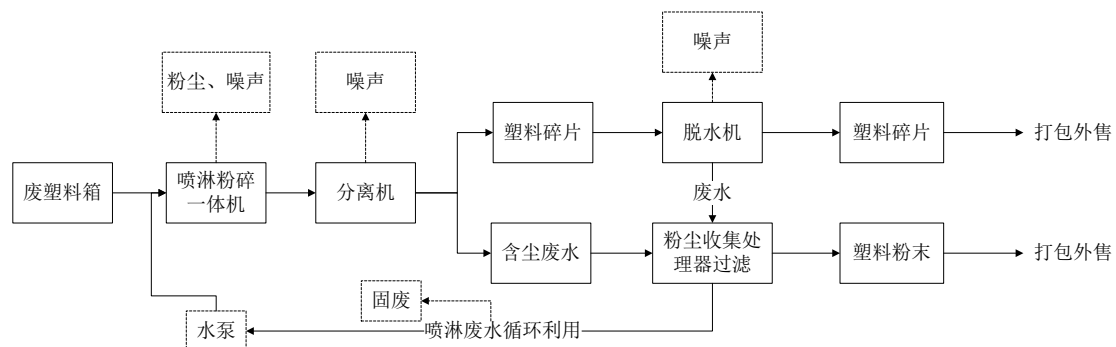 噪声
粉尘、噪声
噪声
塑料碎片
脱水机
塑料碎片
打包外售
废塑料箱
喷淋粉碎
一体机
分离机
废水
含尘废水
粉尘收集处
理器过滤
塑料粉末
打包外售
固废
水泵
喷淋废水循环利用